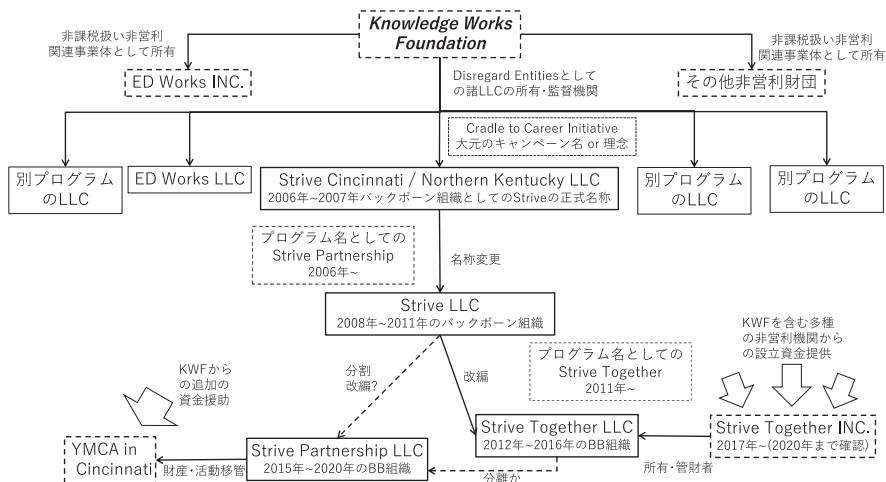 Knowledge Works
Foundation
非課税扱い非営利
関連事業体として所有
非課税扱い非営利
関連事業体として所有
ED Works INC.
Disregard Entitiesとして
の諸LLCの所有・監督機関
その他非営利財団
Cradle to Career Initiative
大元のキャンペーン名 or 理念
別プログラム
のLLC
ED Works LLC
Strive Cincinnati / Northern Kentucky LLC
2006年~2007年バックボーン組織としてのStriveの正式名称
別プログラム
のLLC
別プログラム
のLLC
プログラム名としての
Strive Partnership
2006年~
名称変更
Strive LLC
2008年~2011年のバックボーン組織
KWFを含む多種
の非営利機関から
の設立資金提供
KWFから
の追加の
資金援助
分割
改編?
改編
プログラム名としての
Strive Together
2011年~
YMCA in
Cincinnati
財産・活動移管
Strive Partnership LLC
2015年~2020年のBB組織
Strive Together LLC
2012年~2016年のBB組織
Strive Together INC.
2017年~(2020年まで確認)
所有・管財者
分離か